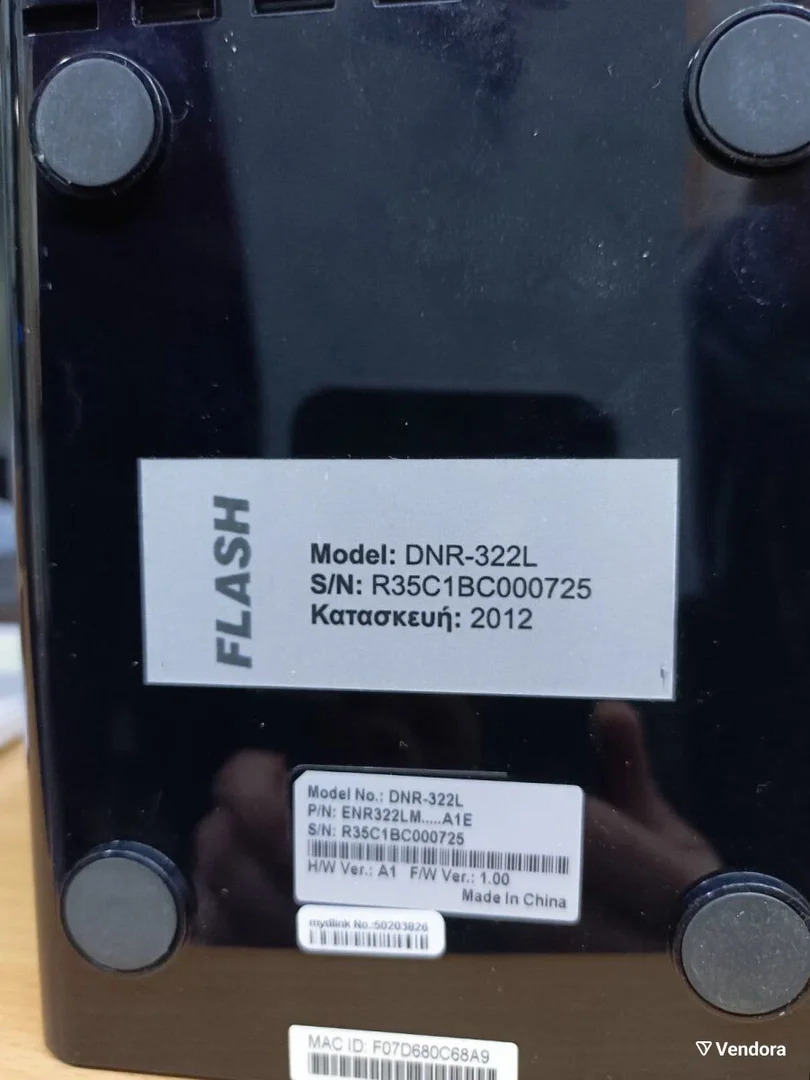 FLASH
Model: DNR-322L
S/N: R35C1BC000725
Κατασκευή: 2012
Model No.: DNR-322L
P/N: ENR322LM.....A1E
S/N: R35C1BC000725
H/W Ver.: A1 F/W Ver.: 1.00
Made In China
mydlink No.:50203826
MAC ID: F07D680C68A9
Vendora